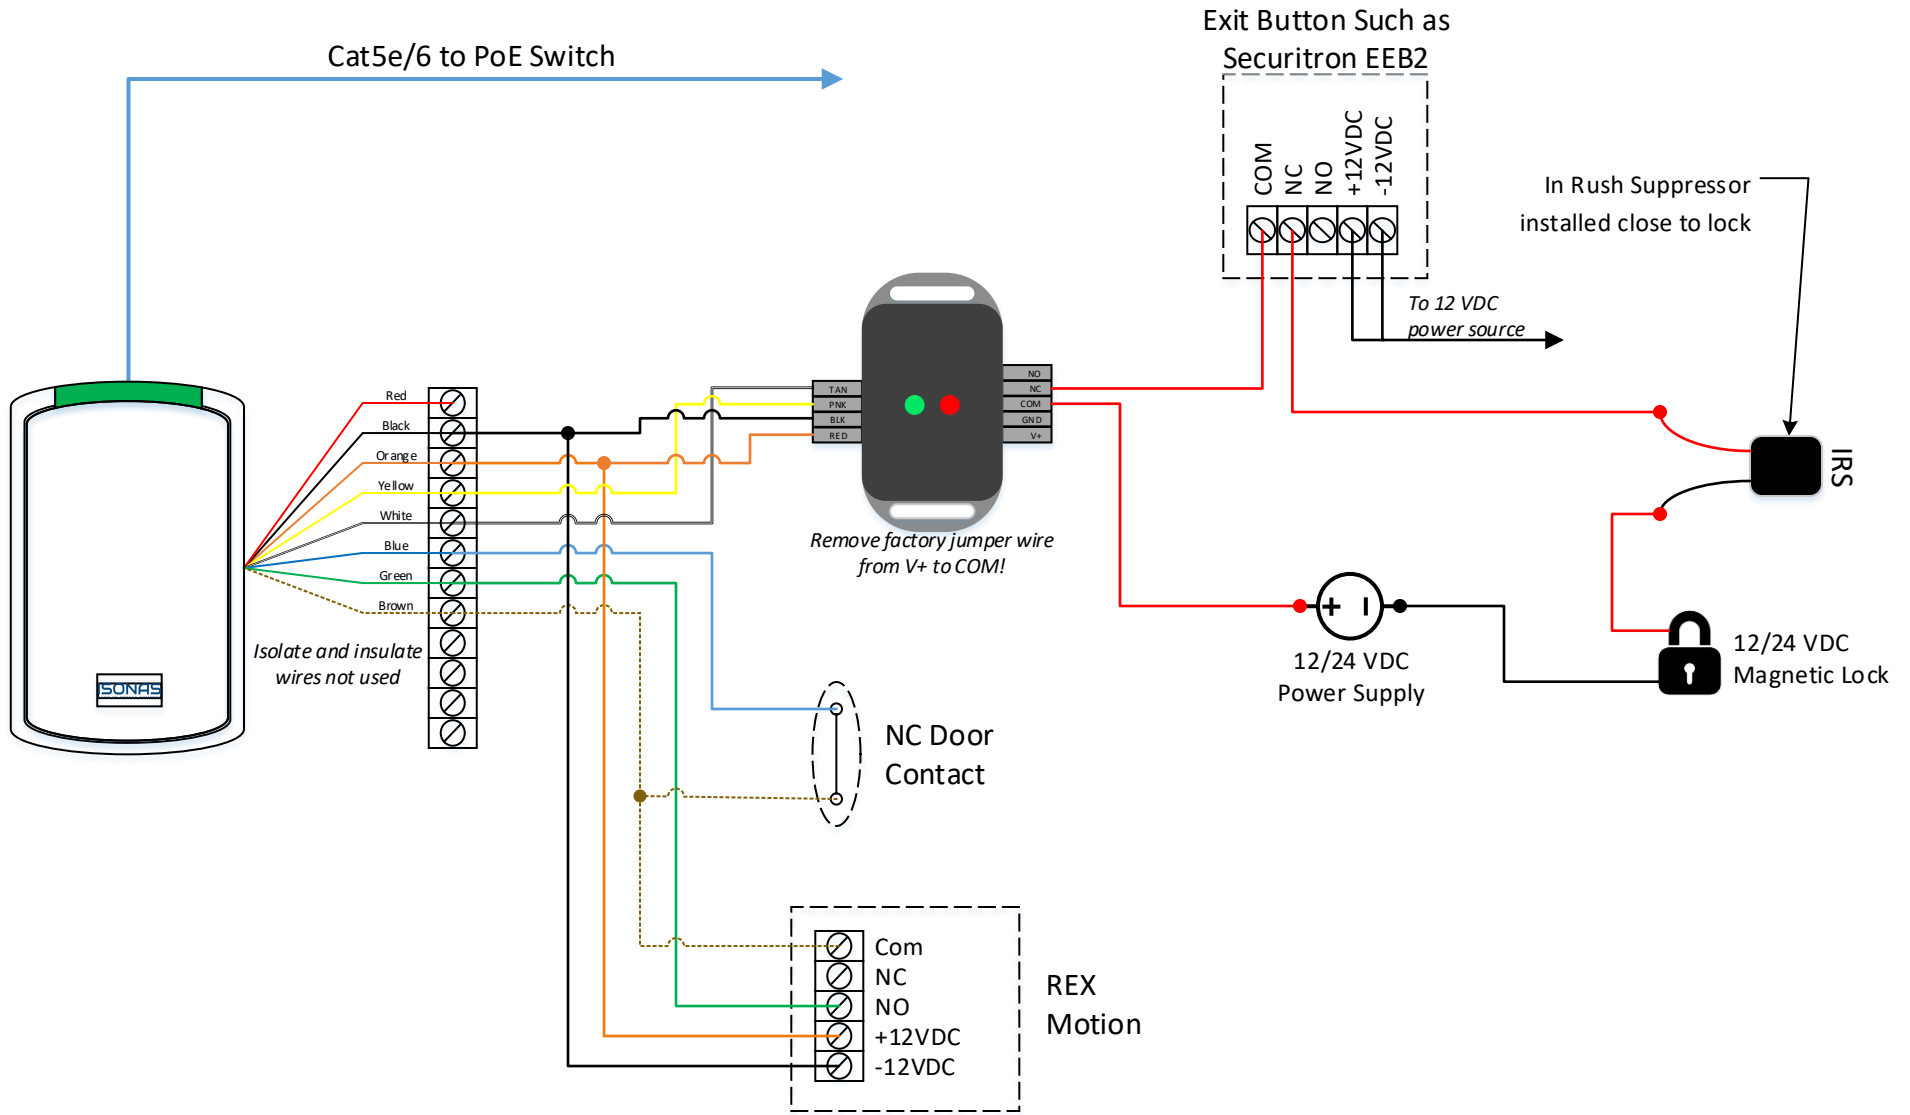 Exit Button Such as
Securitron EEB2
Cat5e/6 to PoE Switch
COM
NC
NO
+12VDC
-12VDC
In Rush Suppressor
installed close to lock
To 12 VDC
power source
Red
Black
Orange
Yellow
White
Blue
Green
Brown
Isolate and insulate
wires not used
ISONAS
TAN
PNK
BLK
RED
NO
NC
COM
GND
V+
Remove factory jumper wire
from V+ to COM!
IRS
12/24 VDC
Power Supply
12/24 VDC
Magnetic Lock
NC Door
Contact
Com
NC
NO
+12VDC
-12VDC
REX
Motion